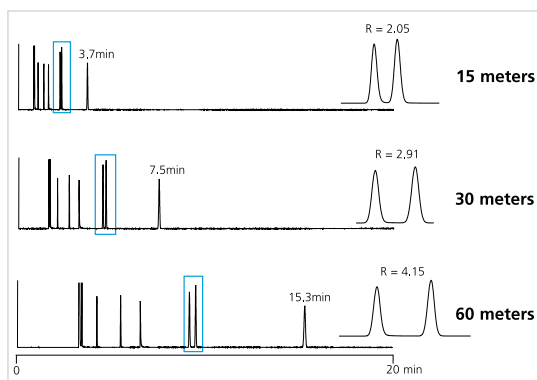 R = 2.05
3.7min
15 meters
R = 2.91
7.5min
30 meters
R = 4.15
15.3min
60 meters
0
20 min